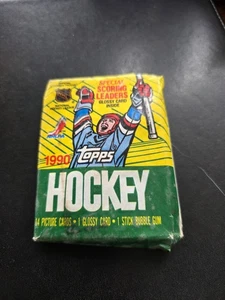 SPECIAL
SCORING
LEADERS
GLOSSY CARD
INSIDE
NHL
1990
TOPPS
HOCKEY
14 PICTURE CARDS • 1 GLOSSY CARD • 1 STICK BUBBLE GUM